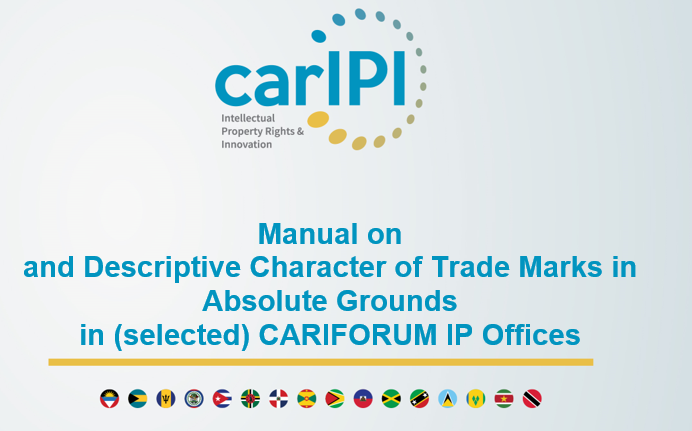 carIPI
Intellectual
Property Rights &
Innovation
Manual on
and Descriptive Character of Trade Marks in
Absolute Grounds
in (selected) CARIFORUM IP Offices